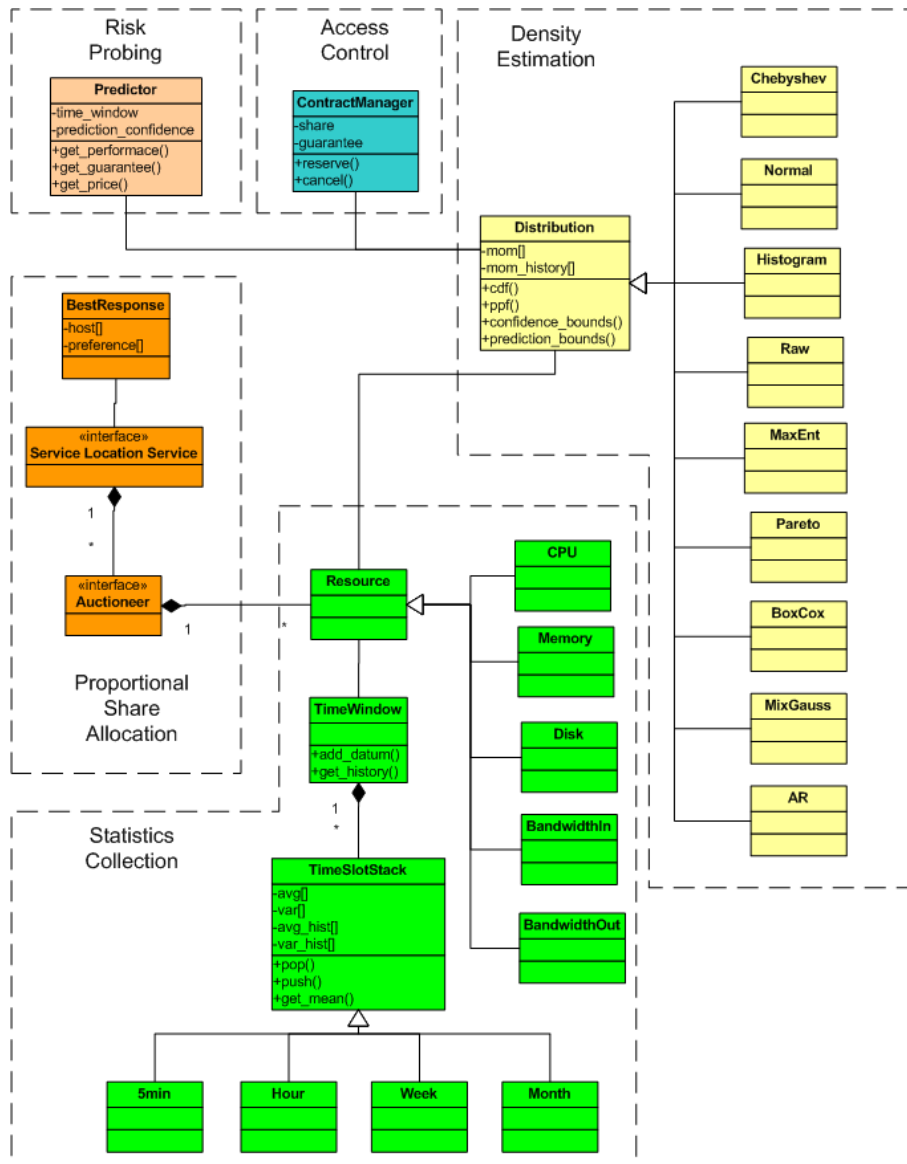 Risk
Probing
Predictor
-time_window
-prediction_confidence
+get_performace()
+get_guarantee()
+get_price()
Access
Control
ContractManager
-share
-guarantee
+reserve()
+cancel()
Density
Estimation
Distribution
-mom[]
-mom_history[]
+cdf()
+ppf()
+confidence_bounds()
+prediction_bounds()
Chebyshev
Normal
Histogram
Raw
MaxEnt
Pareto
BoxCox
MixGauss
AR
BestResponse
-host[]
-preference[]
«interface»
Service Location Service
1
*
«interface»
Auctioneer
1
*
Proportional
Share
Allocation
Resource
CPU
Memory
Disk
BandwidthIn
BandwidthOut
TimeWindow
+add_datum()
+get_history()
1
*
Statistics
Collection
TimeSlotStack
-avg[]
-var[]
-avg_hist[]
-var_hist[]
+pop()
+push()
+get_mean()
5min
Hour
Week
Month